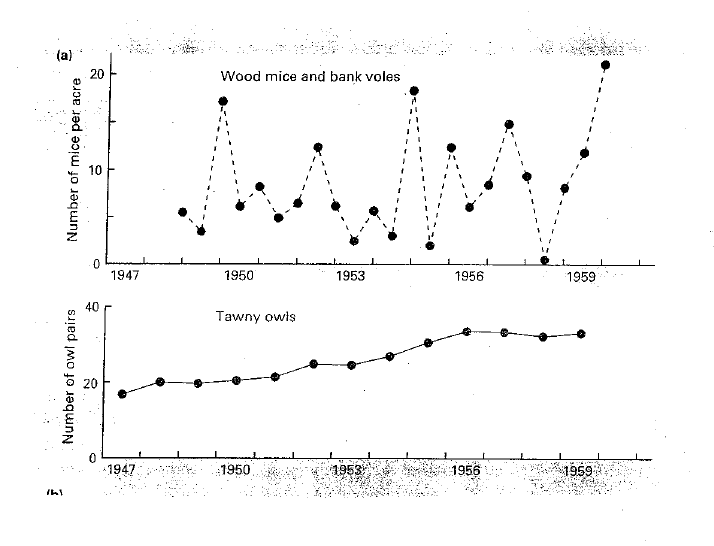 (a)
Wood mice and bank voles
Number of mice per acre
20
10
0
1947 1950 1953 1956 1959
Tawny owls
Number of owl pairs
40
20
0
1947 1950 1953 1956 1959
(b)